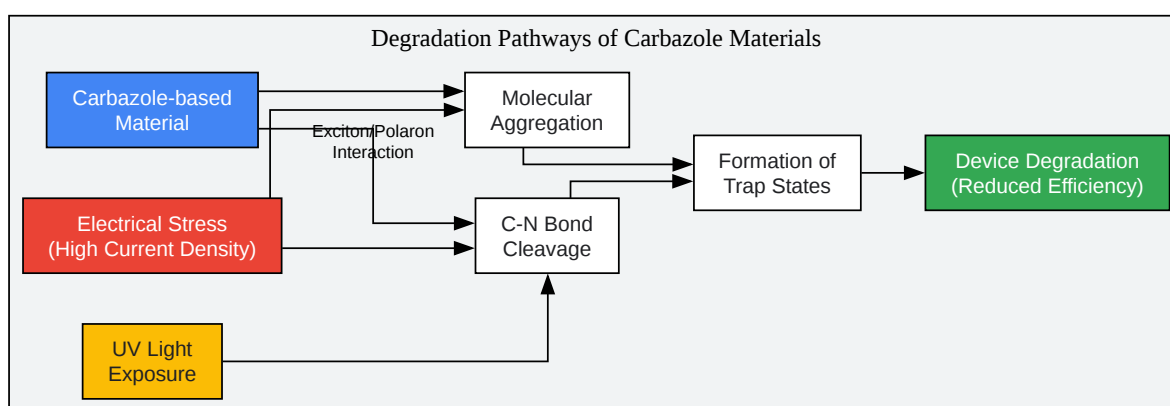 Degradation Pathways of Carbazole Materials
Carbazole-based
Material
Molecular
Aggregation
Exciton/Polaron
Interaction
Formation of
Trap States
Device Degradation
(Reduced Efficiency)
Electrical Stress
(High Current Density)
C-N Bond
Cleavage
UV Light
Exposure